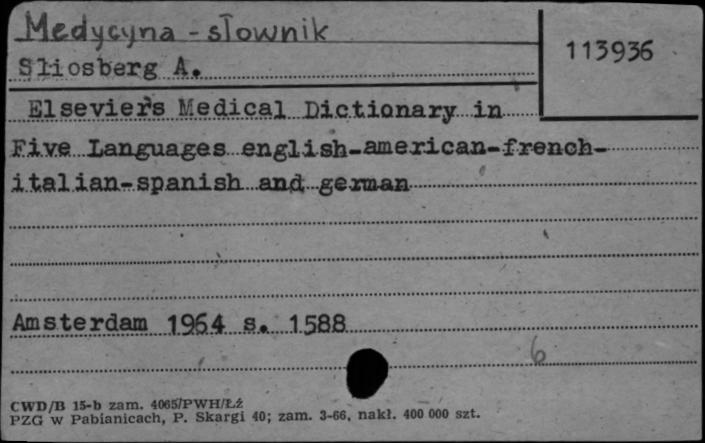 Medycyna - słownik
113936
Sliosberg A.
Elsevier's Medical Dictionary in
Five Languages english-american-french-
italian-spanish and german
Amsterdam 1964 s. 1588
6
CWD/B 15-b zam. 4065/PWH/Łź
PZG w Pabianicach, P. Skargi 40; zam. 3-66, nakł. 400 000 szt.